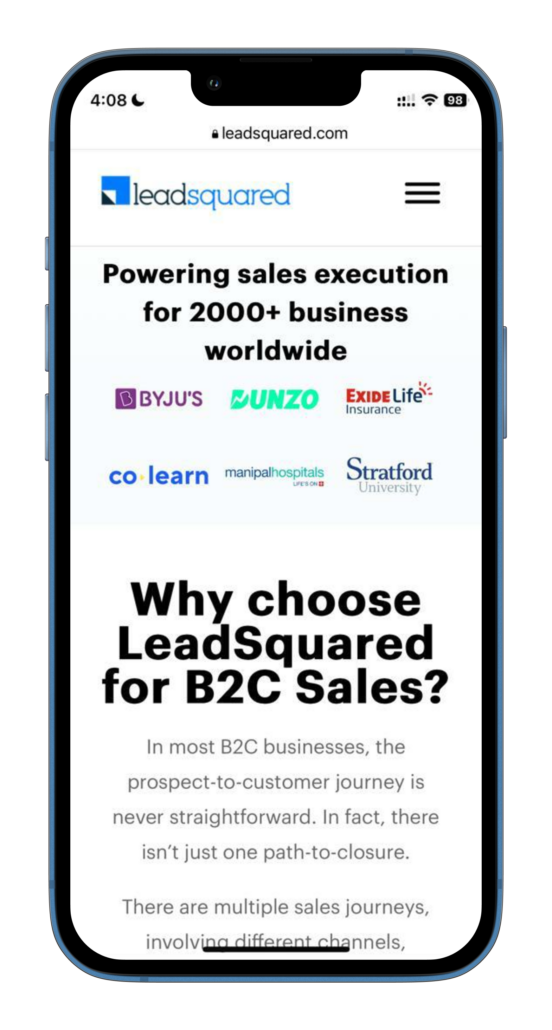 4:08
98
leadsquared.com
leadsquared
Powering sales execution
for 2000+ business
worldwide
BYJU'S DUNZO EXIDE Life
Insurance
co learn manipalhospitals Stratford
LIFE'S ON University
Why choose
LeadSquared
for B2C Sales?
In most B2C businesses, the
prospect-to-customer journey is
never straightforward. In fact, there
isn't just one path-to-closure.
There are multiple sales journeys,
involving different channels,